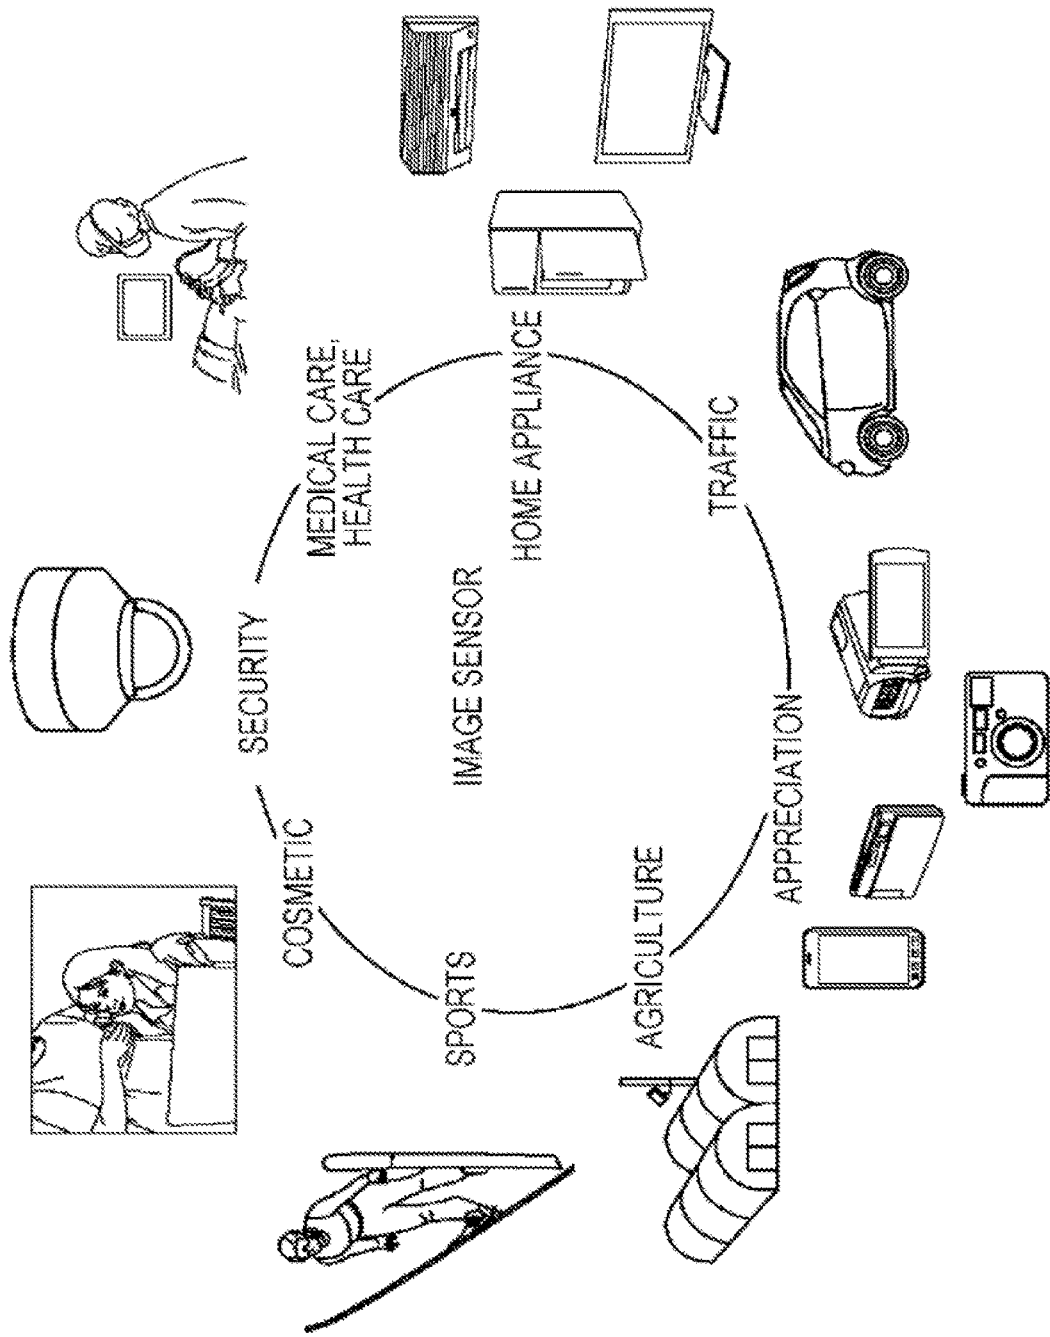 SECURITY
MEDICAL CARE,
HEALTH CARE
COSMETIC
IMAGE SENSOR
HOME APPLIANCE
SPORTS
AGRICULTURE
TRAFFIC
APPRECIATION